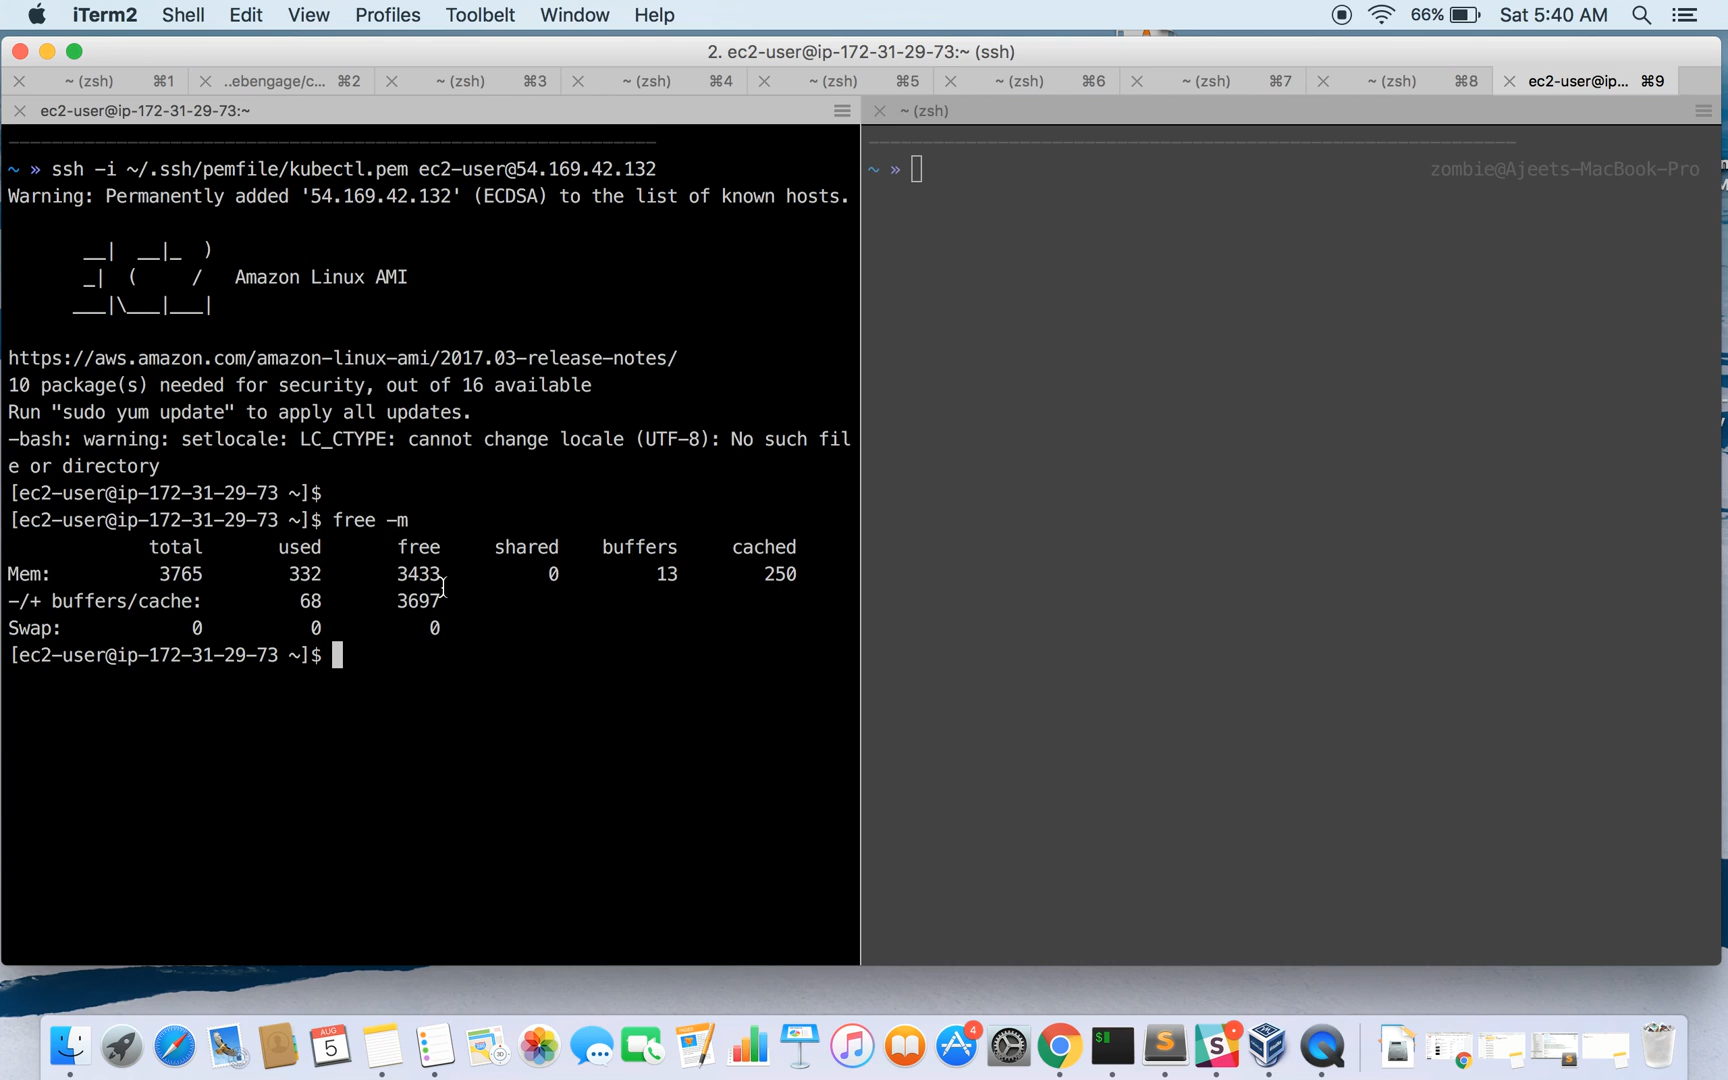 iTerm2 Shell Edit View Profiles Toolbelt Window Help 66% Sat 5:40 AM
2. ec2-user@ip-172-31-29-73:~ (ssh)
~ (zsh) ⌘1 ..ebengage/c... ⌘2 ~ (zsh) ⌘3 ~ (zsh) ⌘4 ~ (zsh) ⌘5 ~ (zsh) ⌘6 ~ (zsh) ⌘7 ~ (zsh) ⌘8 ec2-user@ip... ⌘9
ec2-user@ip-172-31-29-73:~ ~ (zsh)
~ » ssh -i ~/.ssh/pemfile/kubectl.pem ec2-user@54.169.42.132
~ » zombie@Ajeets-MacBook-Pro
Warning: Permanently added '54.169.42.132' (ECDSA) to the list of known hosts.
__|  __|_  )
_|  (     /   Amazon Linux AMI
___|\___|___|
https://aws.amazon.com/amazon-linux-ami/2017.03-release-notes/
10 package(s) needed for security, out of 16 available
Run "sudo yum update" to apply all updates.
-bash: warning: setlocale: LC_CTYPE: cannot change locale (UTF-8): No such fil
e or directory
[ec2-user@ip-172-31-29-73 ~]$
[ec2-user@ip-172-31-29-73 ~]$ free -m
total used free shared buffers cached
Mem: 3765 332 3433 0 13 250
-/+ buffers/cache: 68 3697
Swap: 0 0 0
[ec2-user@ip-172-31-29-73 ~]$
AUG
5
3D
4
$
S